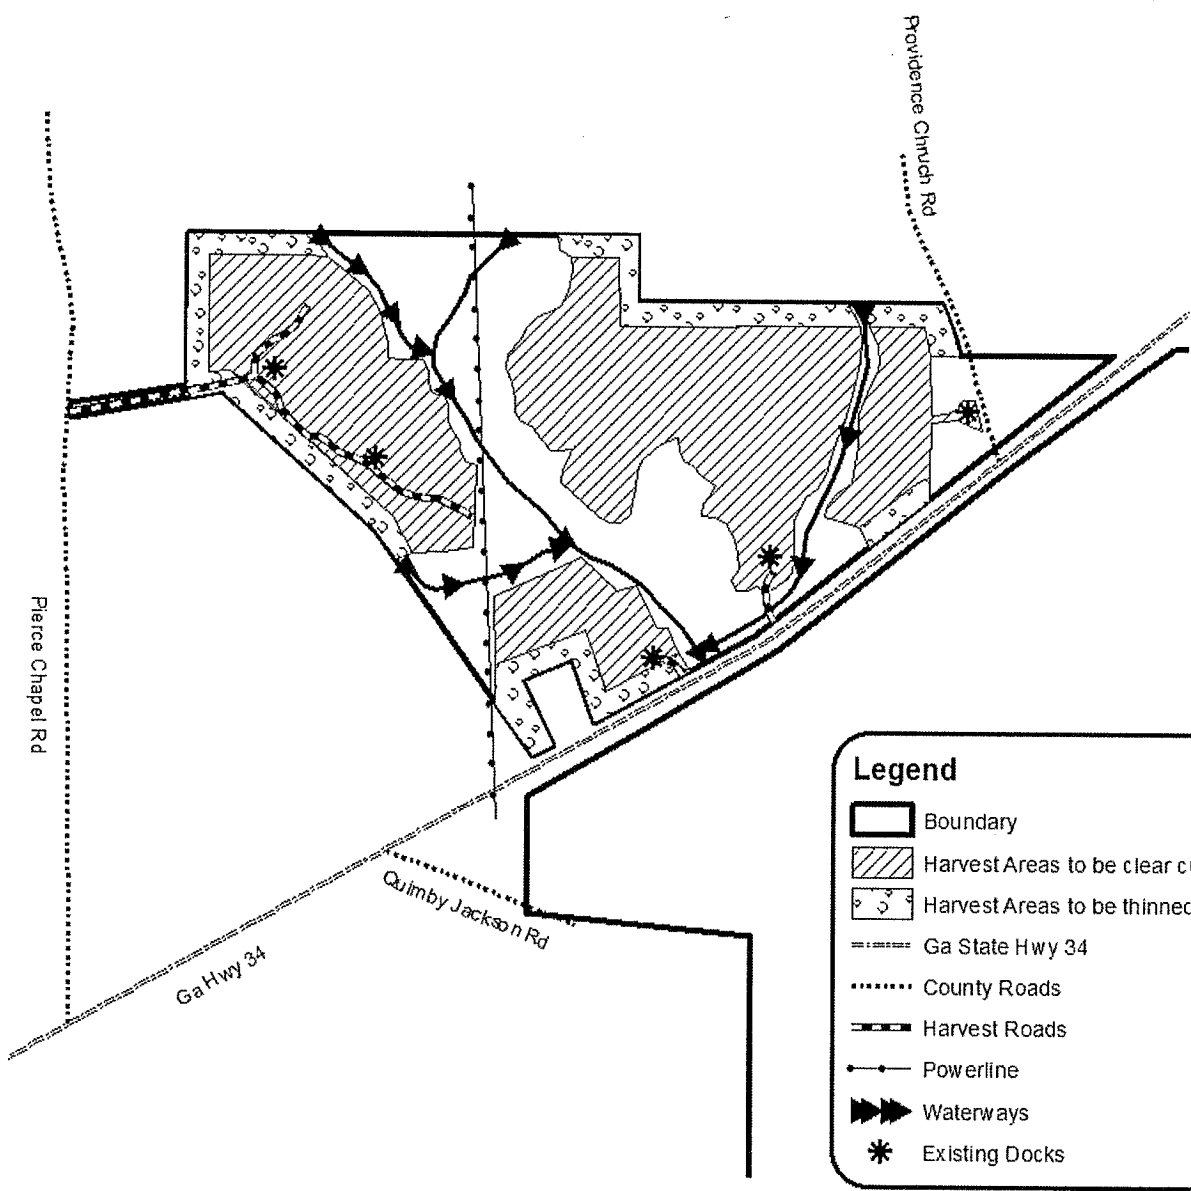 Providence Chruch Rd
Pierce Chapel Rd
Quimby Jackson Rd
Ga Hwy 34
Legend
Boundary
Harvest Areas to be clear cu
Harvest Areas to be thinned
Ga State Hwy 34
County Roads
Harvest Roads
Powerline
Waterways
Existing Docks